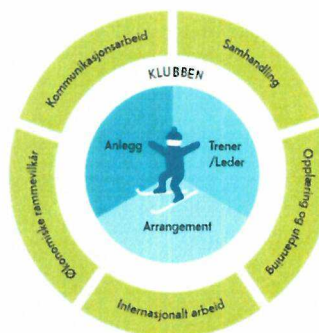 Kommunikasjonsarbeid
Samhandling
KLUBBEN
Anlegg
Trener
/Leder
Arrangement
Økonomiske rammevilkår
Opplæring og utdanning
Internasjonalt arbeid